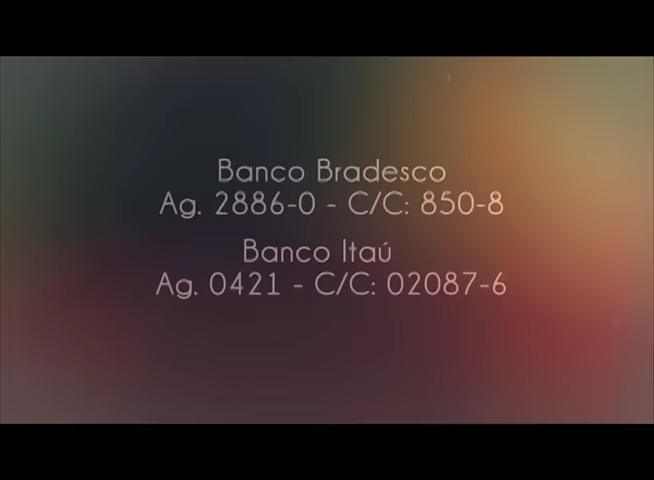 Banco Bradesco
Ag. 2886-0 - C/C: 850-8
Banco Itaú
Ag. 0421 - C/C: 02087-6